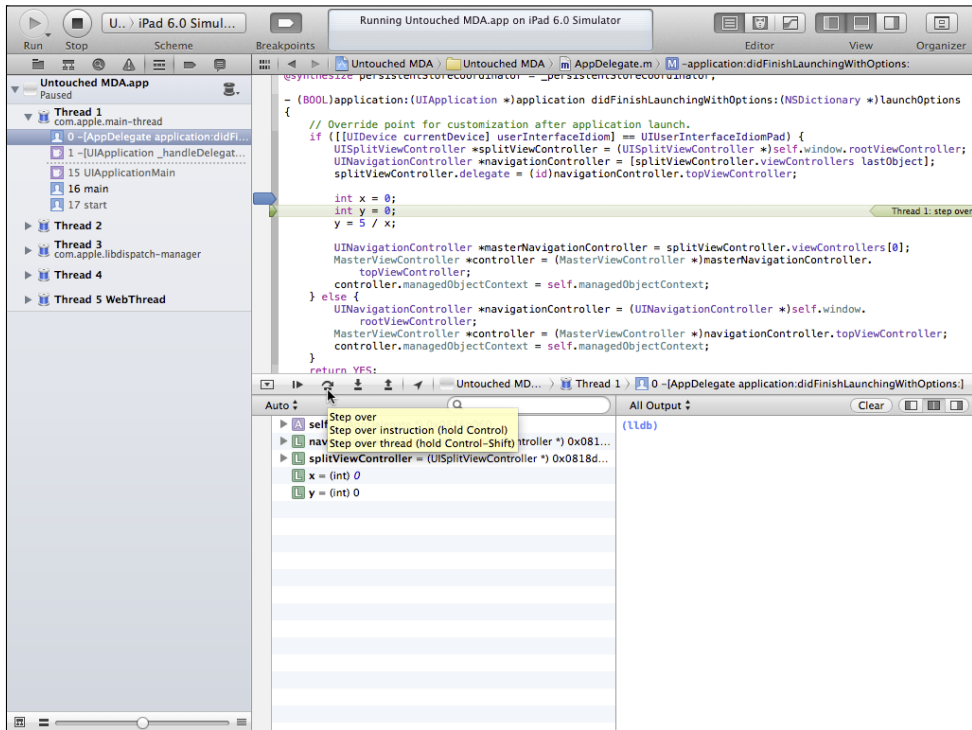 U.. 〉 iPad 6.0 Simul...
Running Untouched MDA.app on iPad 6.0 Simulator
Run Stop Scheme Breakpoints Editor View Organizer
Untouched MDA 〉 Untouched MDA 〉 AppDelegate.m 〉 M -application:didFinishLaunchingWithOptions:
Untouched MDA.app
Paused
Thread 1
com.apple.main-thread
0 -[AppDelegate application:didFi...
1 -[UIApplication _handleDelegat...
15 UIApplicationMain
16 main
17 start
Thread 2
Thread 3
com.apple.libdispatch-manager
Thread 4
Thread 5 WebThread
@synthesize persistentStoreCoordinator = _persistentStoreCoordinator;
- (BOOL)application:(UIApplication *)application didFinishLaunchingWithOptions:(NSDictionary *)launchOptions
{
// Override point for customization after application launch.
if ([[UIDevice currentDevice] userInterfaceIdiom] == UIUserInterfaceIdiomPad) {
UISplitViewController *splitViewController = (UISplitViewController *)self.window.rootViewController;
UINavigationController *navigationController = [splitViewController.viewControllers lastObject];
splitViewController.delegate = (id)navigationController.topViewController;
int x = 0;
int y = 0; Thread 1: step over
y = 5 / x;
UINavigationController *masterNavigationController = splitViewController.viewControllers[0];
MasterViewController *controller = (MasterViewController *)masterNavigationController.
topViewController;
controller.managedObjectContext = self.managedObjectContext;
} else {
UINavigationController *navigationController = (UINavigationController *)self.window.
rootViewController;
MasterViewController *controller = (MasterViewController *)navigationController.topViewController;
controller.managedObjectContext = self.managedObjectContext;
}
return YES;
Untouched MD... 〉 Thread 1 〉 0 -[AppDelegate application:didFinishLaunchingWithOptions:]
Auto All Output Clear
A self
Step over
Step over instruction (hold Control)
Step over thread (hold Control-Shift)
L nav
ntroller *) 0x081...
L splitViewController = (UISplitViewController *) 0x0818d...
L x = (int) 0
L y = (int) 0
(lldb)